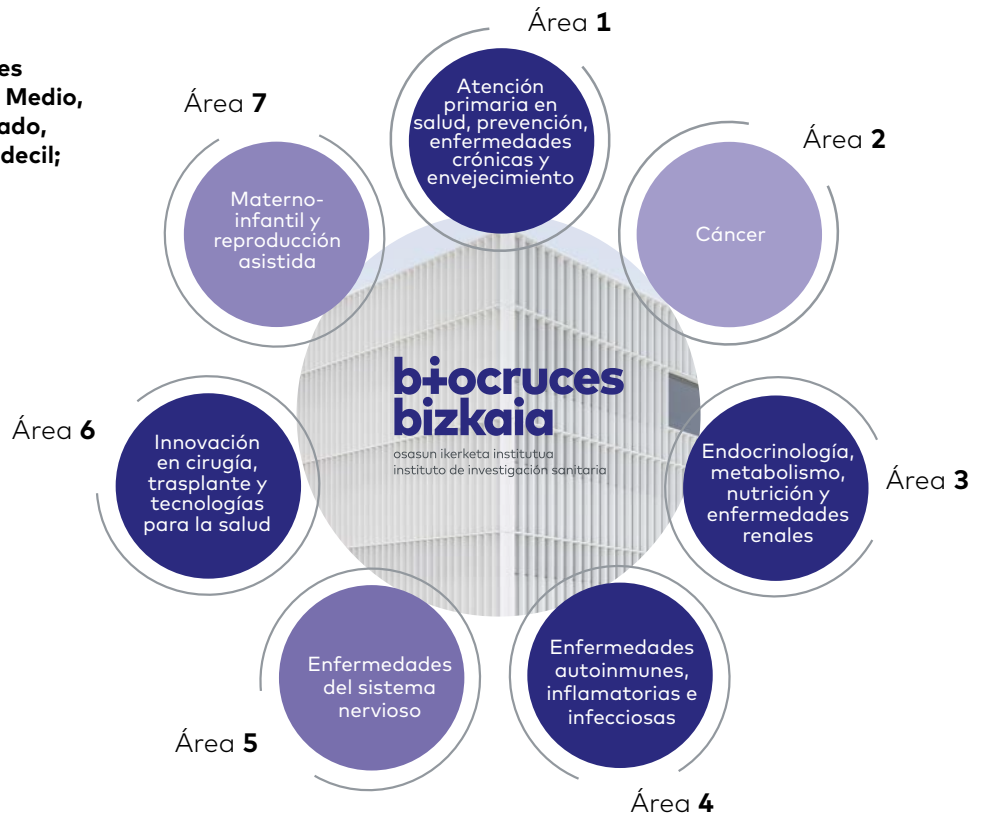 es
Medio,
ado,
decil;
Área 1
Atención
primaria en
salud, prevención,
enfermedades
crónicas y
envejecimiento
Área 2
Cáncer
Área 3
Endocrinología,
metabolismo,
nutrición y
enfermedades
renales
Área 4
Enfermedades
autoinmunes,
inflamatorias e
infecciosas
Área 5
Enfermedades
del sistema
nervioso
Área 6
Innovación
en cirugía,
trasplante y
tecnologías
para la salud
Área 7
Materno-
infantil y
reproducción
asistida
biocruces
bizkaia
osasun ikerketa institutua
instituto de investigación sanitaria